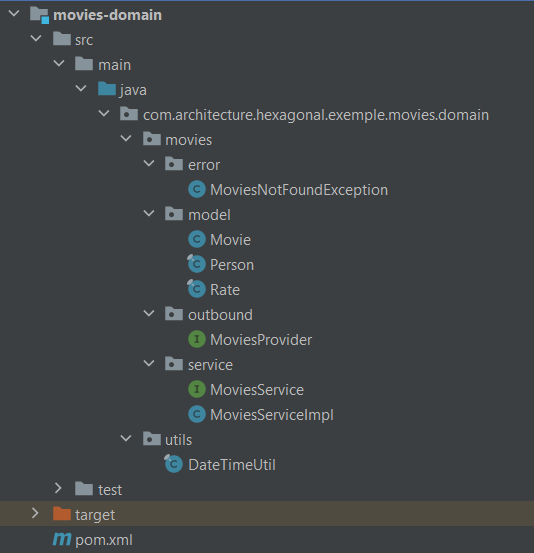 movies-domain
src
main
java
com.architecture.hexagonal.exemple.movies.domain
movies
error
MoviesNotFoundException
model
Movie
Person
Rate
outbound
MoviesProvider
service
MoviesService
MoviesServiceImpl
utils
DateTimeUtil
test
target
pom.xml